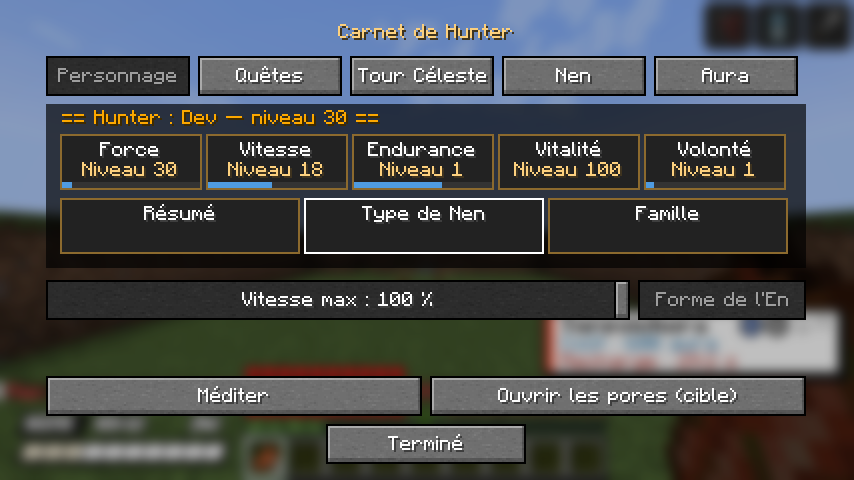 Carnet de Hunter
Personnage
Quêtes
Tour Céleste
Nen
Aura
== Hunter : Dev — niveau 30 ==
Force
Niveau 30
Vitesse
Niveau 18
Endurance
Niveau 1
Vitalité
Niveau 100
Volonté
Niveau 1
Résumé
Type de Nen
Famille
Vitesse max : 100 %
Forme de l'En
Méditer
Ouvrir les pores (cible)
Terminé